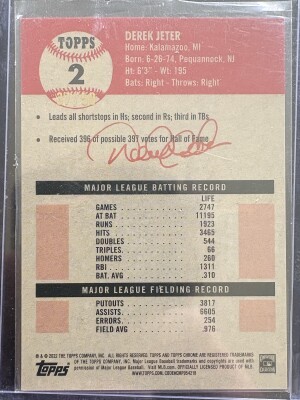 TOPPS
2
DEREK JETER
Home: Kalamazoo, MI
Born: 6-26-74, Pequannock, NJ
Ht: 6'3" - Wt: 195
Bats: Right - Throws: Right
• Leads all shortstops in Hs; second in Rs; third in TBs.
• Received 396 of possible 397 votes for Hall of Fame.
MAJOR LEAGUE BATTING RECORD
LIFE
GAMES 2747
AT BAT 11195
RUNS 1923
HITS 3465
DOUBLES 544
TRIPLES 66
HOMERS 260
RBI 1311
BAT. AVG .310
MAJOR LEAGUE FIELDING RECORD
PUTOUTS 3817
ASSISTS 6605
ERRORS 254
FIELD AVG .976
topps